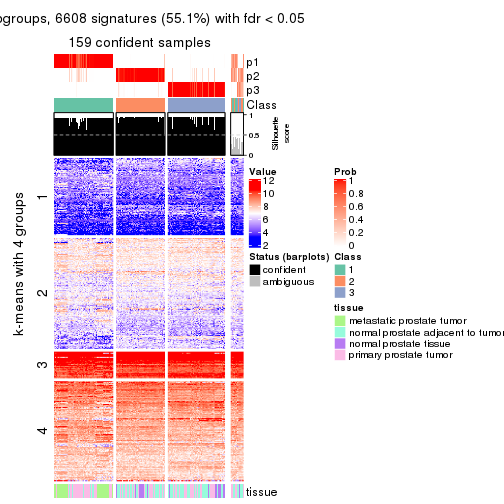 ogroups, 6608 signatures (55.1%) with fdr < 0.05
159 confident samples
p1
p2
p3
Class
1
0.5
0
Silhouette
score
k-means with 4 groups
1
2
3
4
tissue
Value
12
10
8
6
4
2
Prob
1
0.8
0.6
0.4
0.2
0
Status (barplots)
confident
ambiguous
Class
1
2
3
tissue
metastatic prostate tumor
normal prostate adjacent to tumor
normal prostate tissue
primary prostate tumor